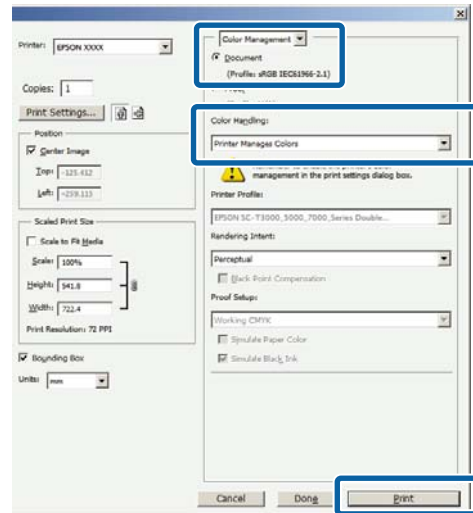 Printer: EPSON XXXX
Copies: 1
Print Settings...
Position
Center Image
Top: -125.412
Left: -259.115
Scaled Print Size
Scale to Fit Media
Scale: 100%
Height: 541.8
Width: 722.4
Print Resolution: 72 PPI
Bounding Box
Units: mm
Color Management
Document
(Profile: sRGB IEC61966-2.1)
Color Handling:
Printer Manages Colors
management in the print settings dialog box.
Printer Profile:
EPSON SC-T3000_5000_7000_Series Double...
Rendering Intent:
Perceptual
Black Point Compensation
Proof Setup:
Working CMYK
Simulate Paper Color
Simulate Black Ink
Cancel
Done
Print